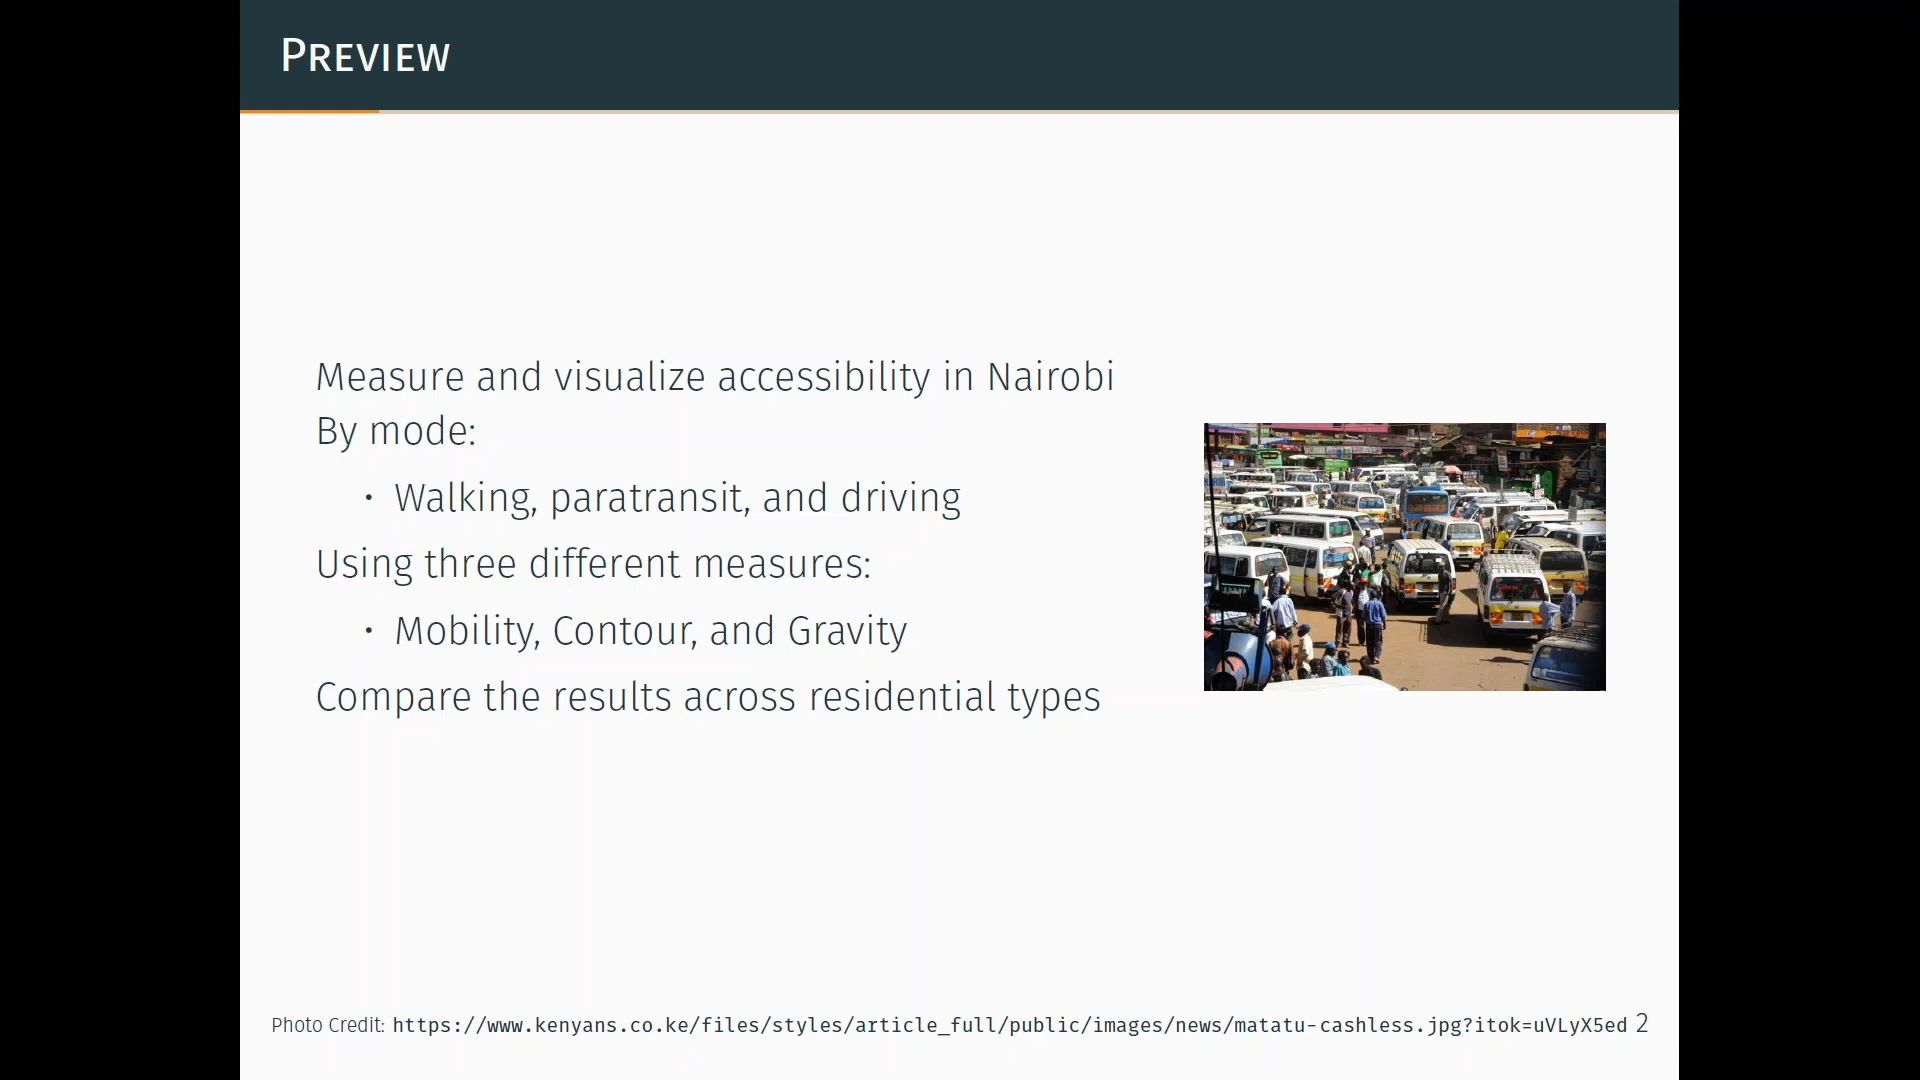 Preview
Measure and visualize accessibility in Nairobi
By mode:
• Walking, paratransit, and driving
Using three different measures:
• Mobility, Contour, and Gravity
Compare the results across residential types
Photo Credit: https://www.kenyans.co.ke/files/styles/article_full/public/images/news/matatu-cashless.jpg?itok=uVLyX5ed 2